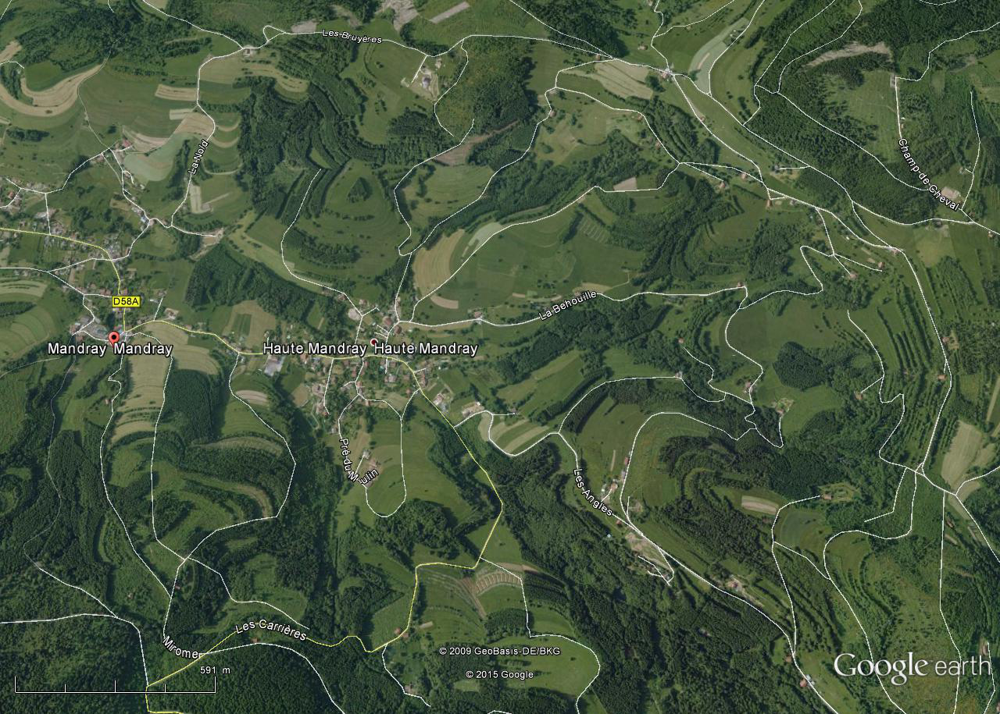 Les Bruyères
La Nold
Champ de Cheval
D58A
La Behouille
Mandray Mandray
Haute Mandray Haute Mandray
Pré du Moulin
Les Angles
Les Carrières
Mirome
© 2009 GeoBasis-DE/BKG
© 2015 Google
Google earth
591 m